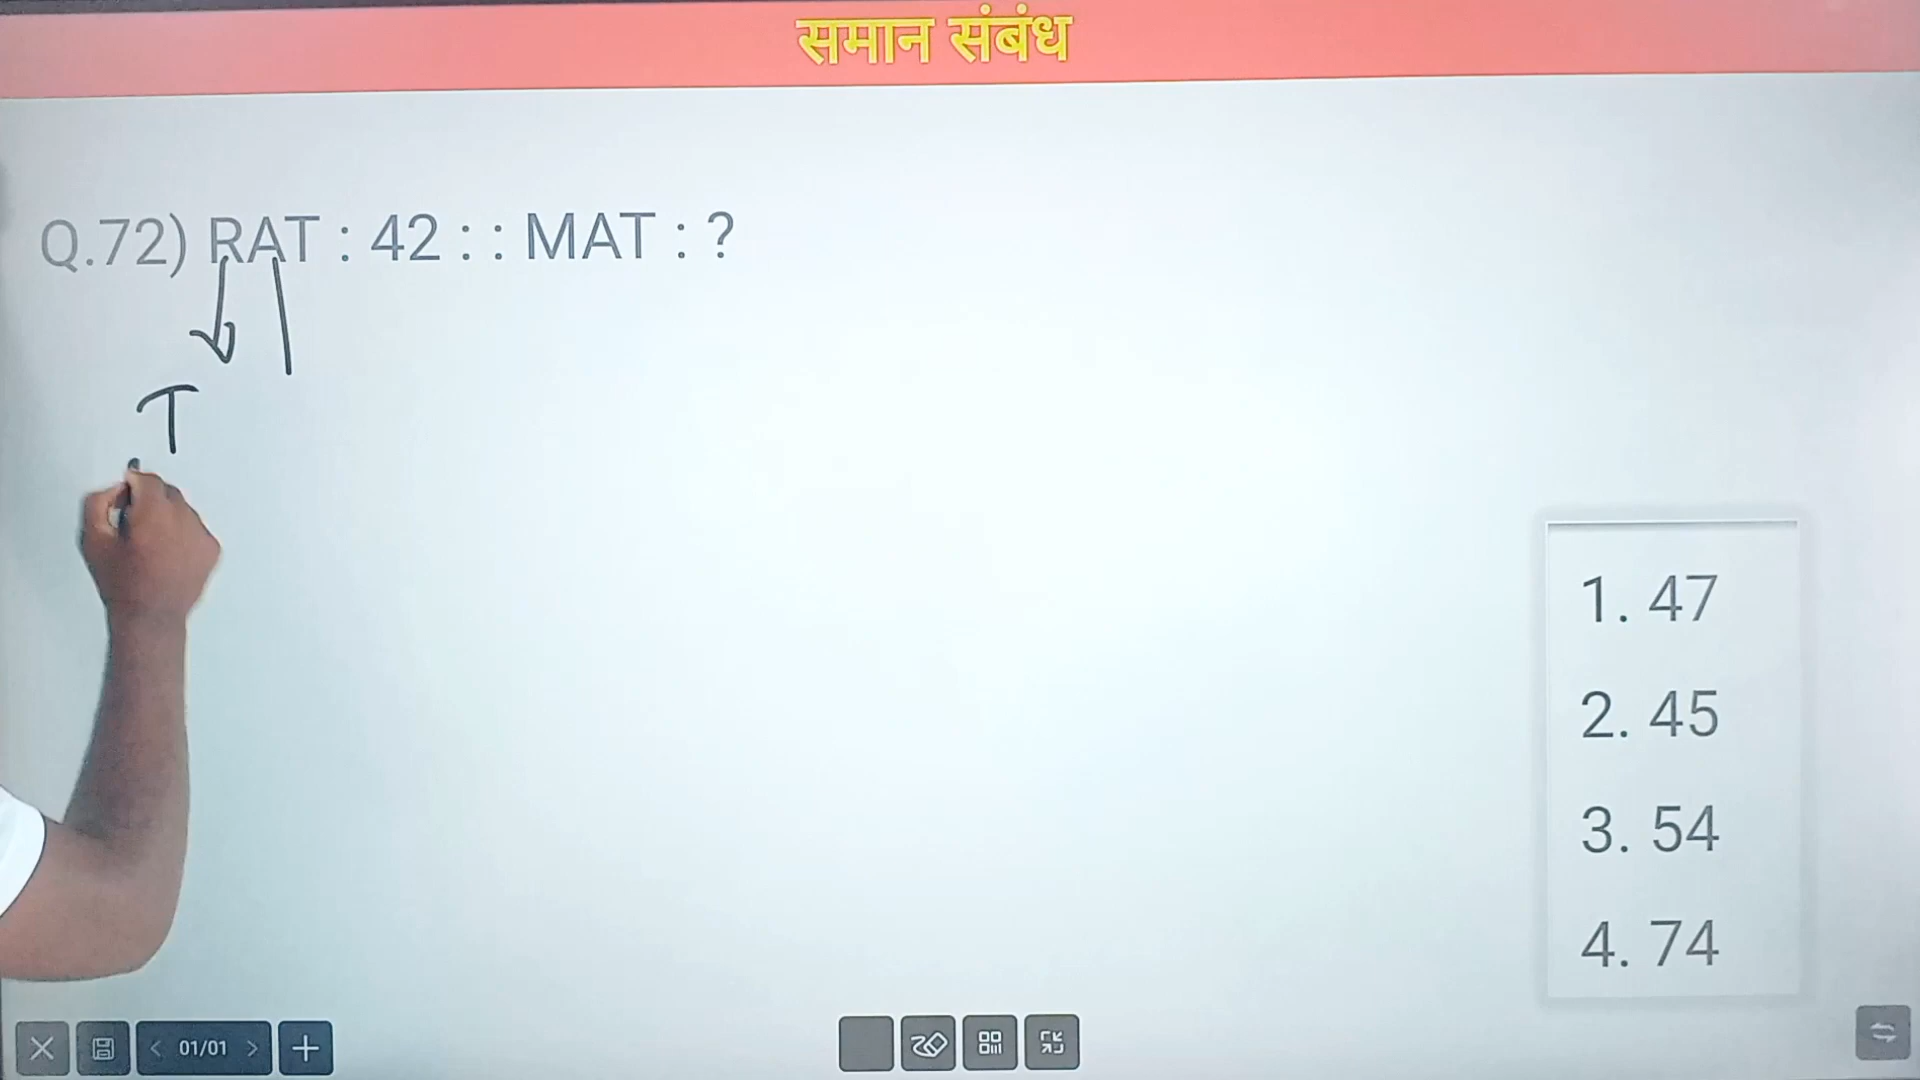 समान संबंध
Q.72) RAT : 42 : : MAT : ?
T
1. 47
2. 45
3. 54
4. 74
01/01